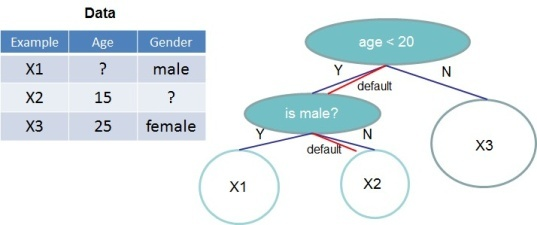 Data
Example Age Gender
X1 ? male
X2 15 ?
X3 25 female
age < 20
Y N
default
is male?
Y N
default
X1 X2 X3